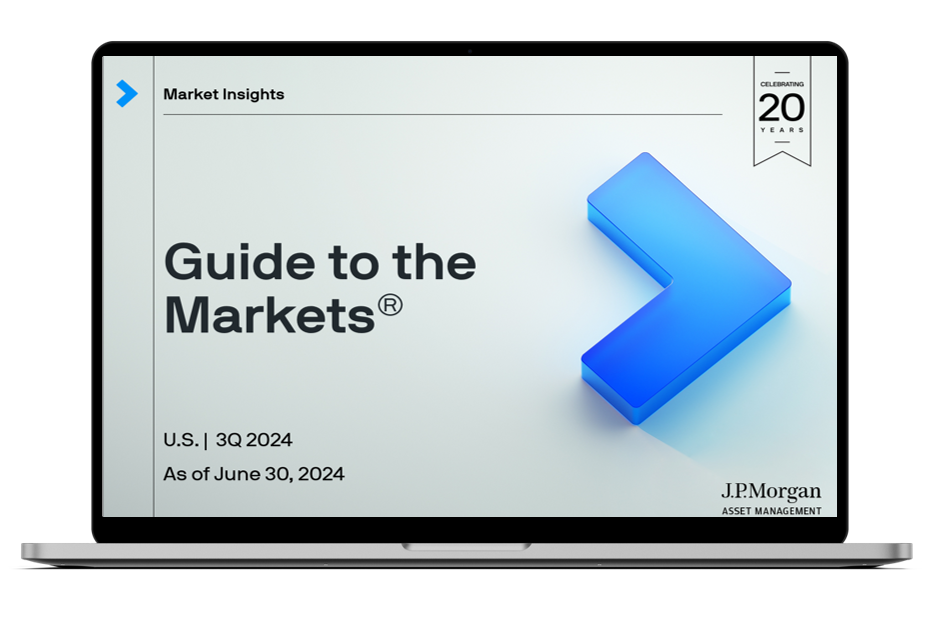 Market Insights
CELEBRATING
20
YEARS
Guide to the
Markets®
U.S. | 3Q 2024
As of June 30, 2024
J.P.Morgan
ASSET MANAGEMENT